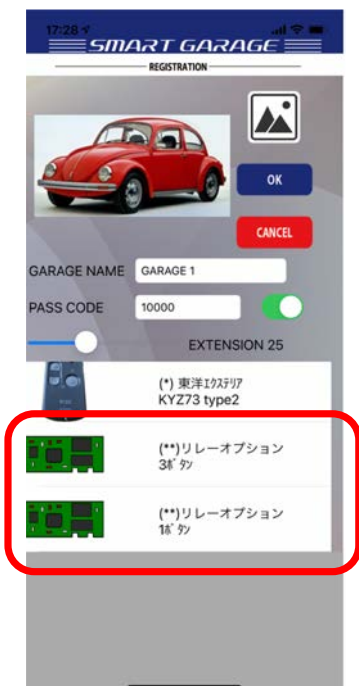 17:28
SMART GARAGE
REGISTRATION
OK
CANCEL
GARAGE NAME GARAGE 1
PASS CODE 10000
EXTENSION 25
(*) 東洋ｴｸｽﾃﾘｱ
KYZ73 type2
(**)リレーオプション
3ﾎﾞﾀﾝ
(**)リレーオプション
1ﾎﾞﾀﾝ